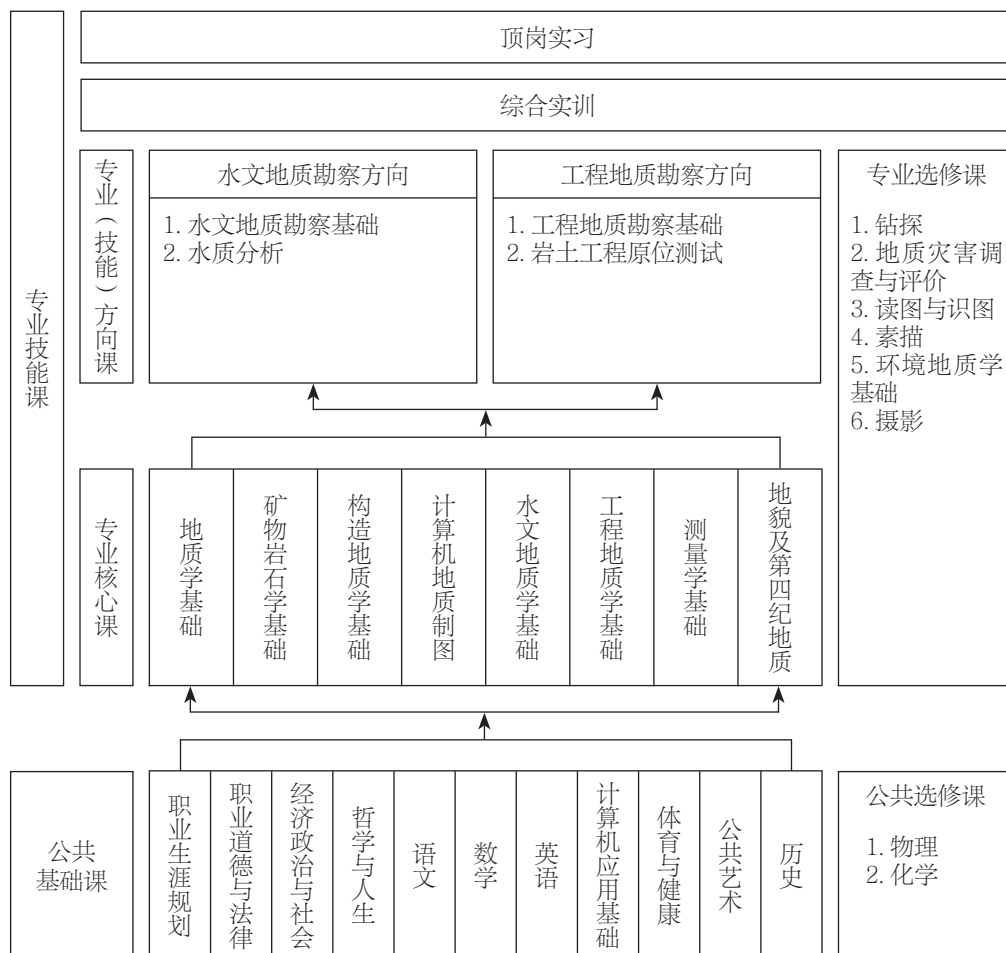 顶岗实习
综合实训
专业技能课
专业（技能）方向课
水文地质勘察方向
1. 水文地质勘察基础
2. 水质分析
工程地质勘察方向
1. 工程地质勘察基础
2. 岩土工程原位测试
专业选修课
1. 钻探
2. 地质灾害调
查与评价
3. 读图与识图
4. 素描
5. 环境地质学
基础
6. 摄影
专业核心课
地质学基础
矿物岩石学基础
构造地质学基础
计算机地质制图
水文地质学基础
工程地质学基础
测量学基础
地貌及第四纪地质
公共
基础课
职业生涯规划
职业道德与法律
经济政治与社会
哲学与人生
语文
数学
英语
计算机应用基础
体育与健康
公共艺术
历史
公共选修课
1. 物理
2. 化学